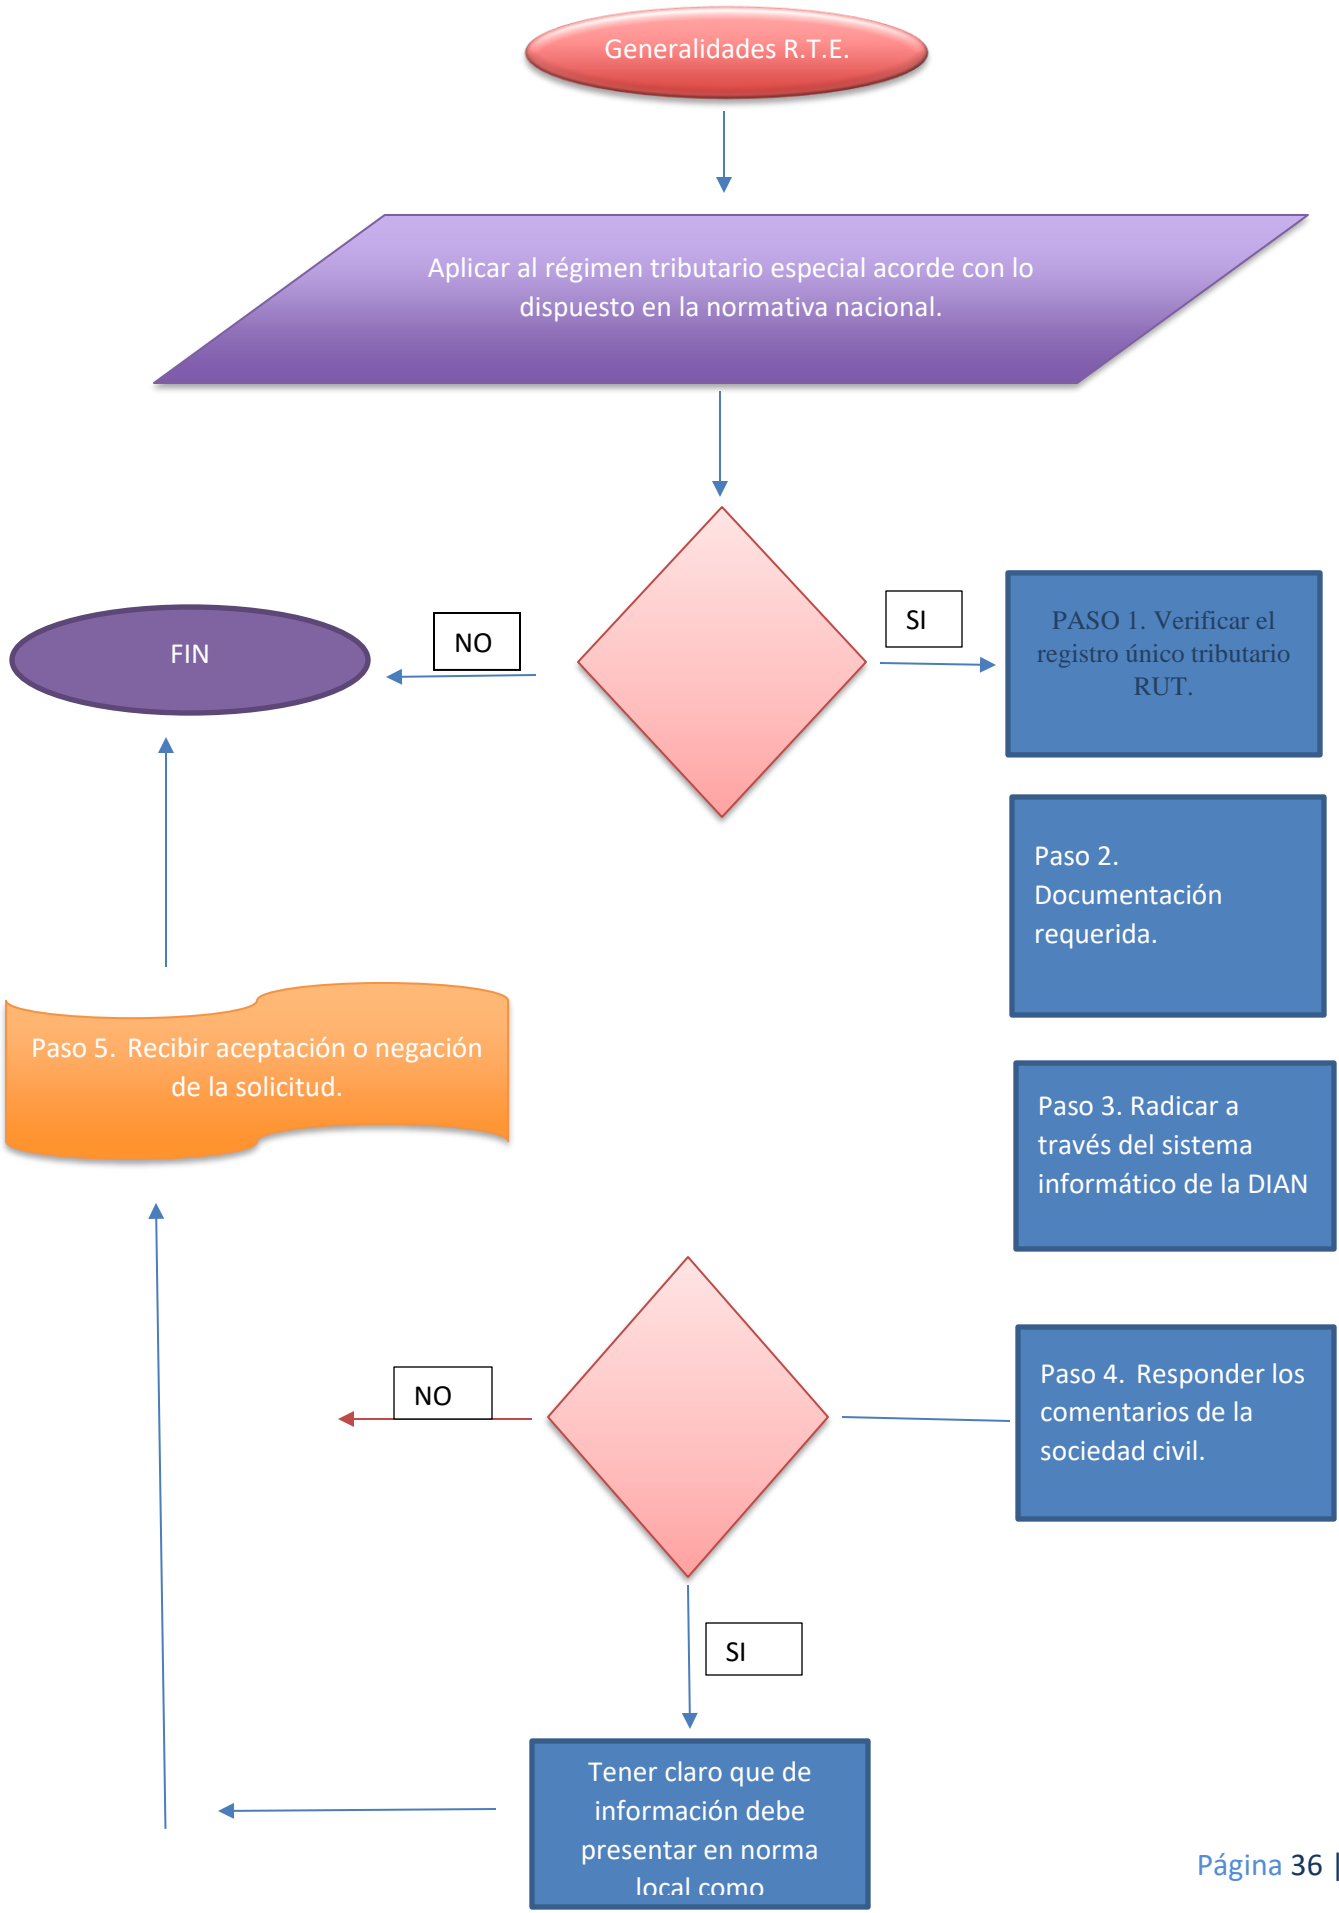 Generalidades R.T.E.
Aplicar al régimen tributario especial acorde con lo
dispuesto en la normativa nacional.
SI
NO
FIN
PASO 1. Verificar el
registro único tributario
RUT.
Paso 2.
Documentación
requerida.
Paso 5. Recibir aceptación o negación
de la solicitud.
Paso 3. Radicar a
través del sistema
informático de la DIAN
NO
Paso 4. Responder los
comentarios de la
sociedad civil.
SI
Tener claro que de
información debe
presentar en norma
local como
Página 36 |